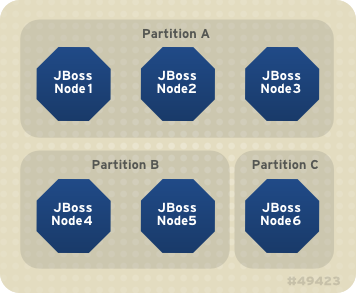 Partition A
JBoss JBoss JBoss
Node1 Node2 Node3
Partition B Partition C
JBoss JBoss JBoss
Node4 Node5 Node6
#49423